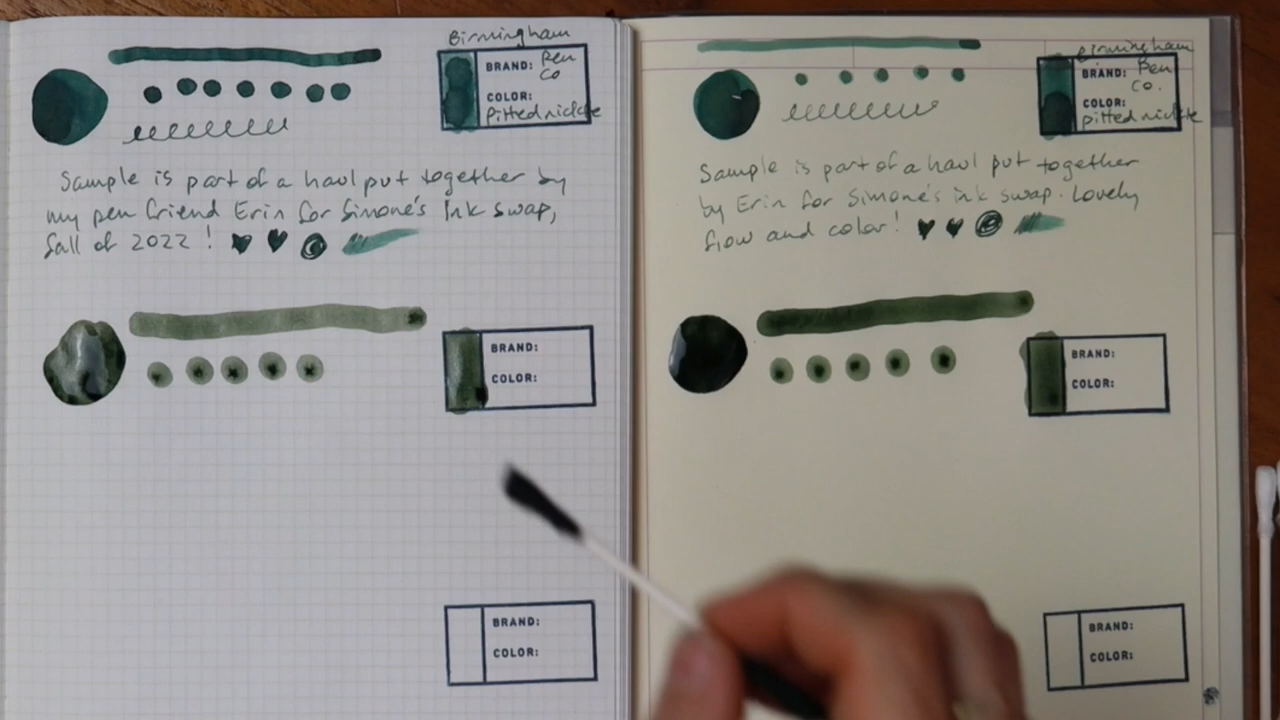 Birmingham
BRAND: Pen
Co
COLOR:
Pitted nickle
Sample is part of a haul put together by
my pen friend Erin for Simone's Ink swap,
fall of 2022!
BRAND:
COLOR:
BRAND:
COLOR:
Birmingham
BRAND: Pen
Co.
COLOR:
pitted nickle
Sample is part of a haul put together
by Erin for Simone's ink swap. Lovely
flow and color!
BRAND:
COLOR:
BRAND:
COLOR: